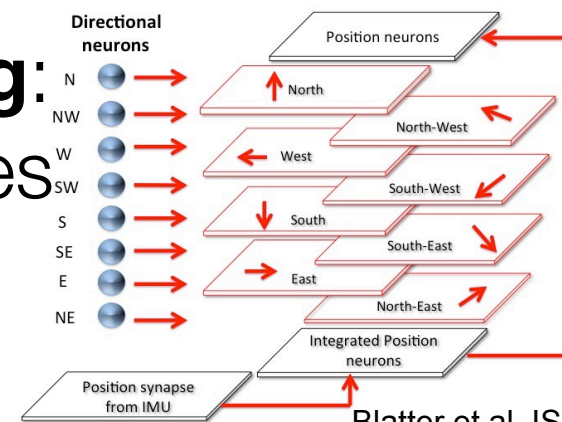 Directional
neurons
Position neurons
g:
N
North
NW
North-West
es
W
West
SW
South-West
S
South
SE
South-East
E
East
NE
North-East
Integrated Position
neurons
Position synapse
from IMU